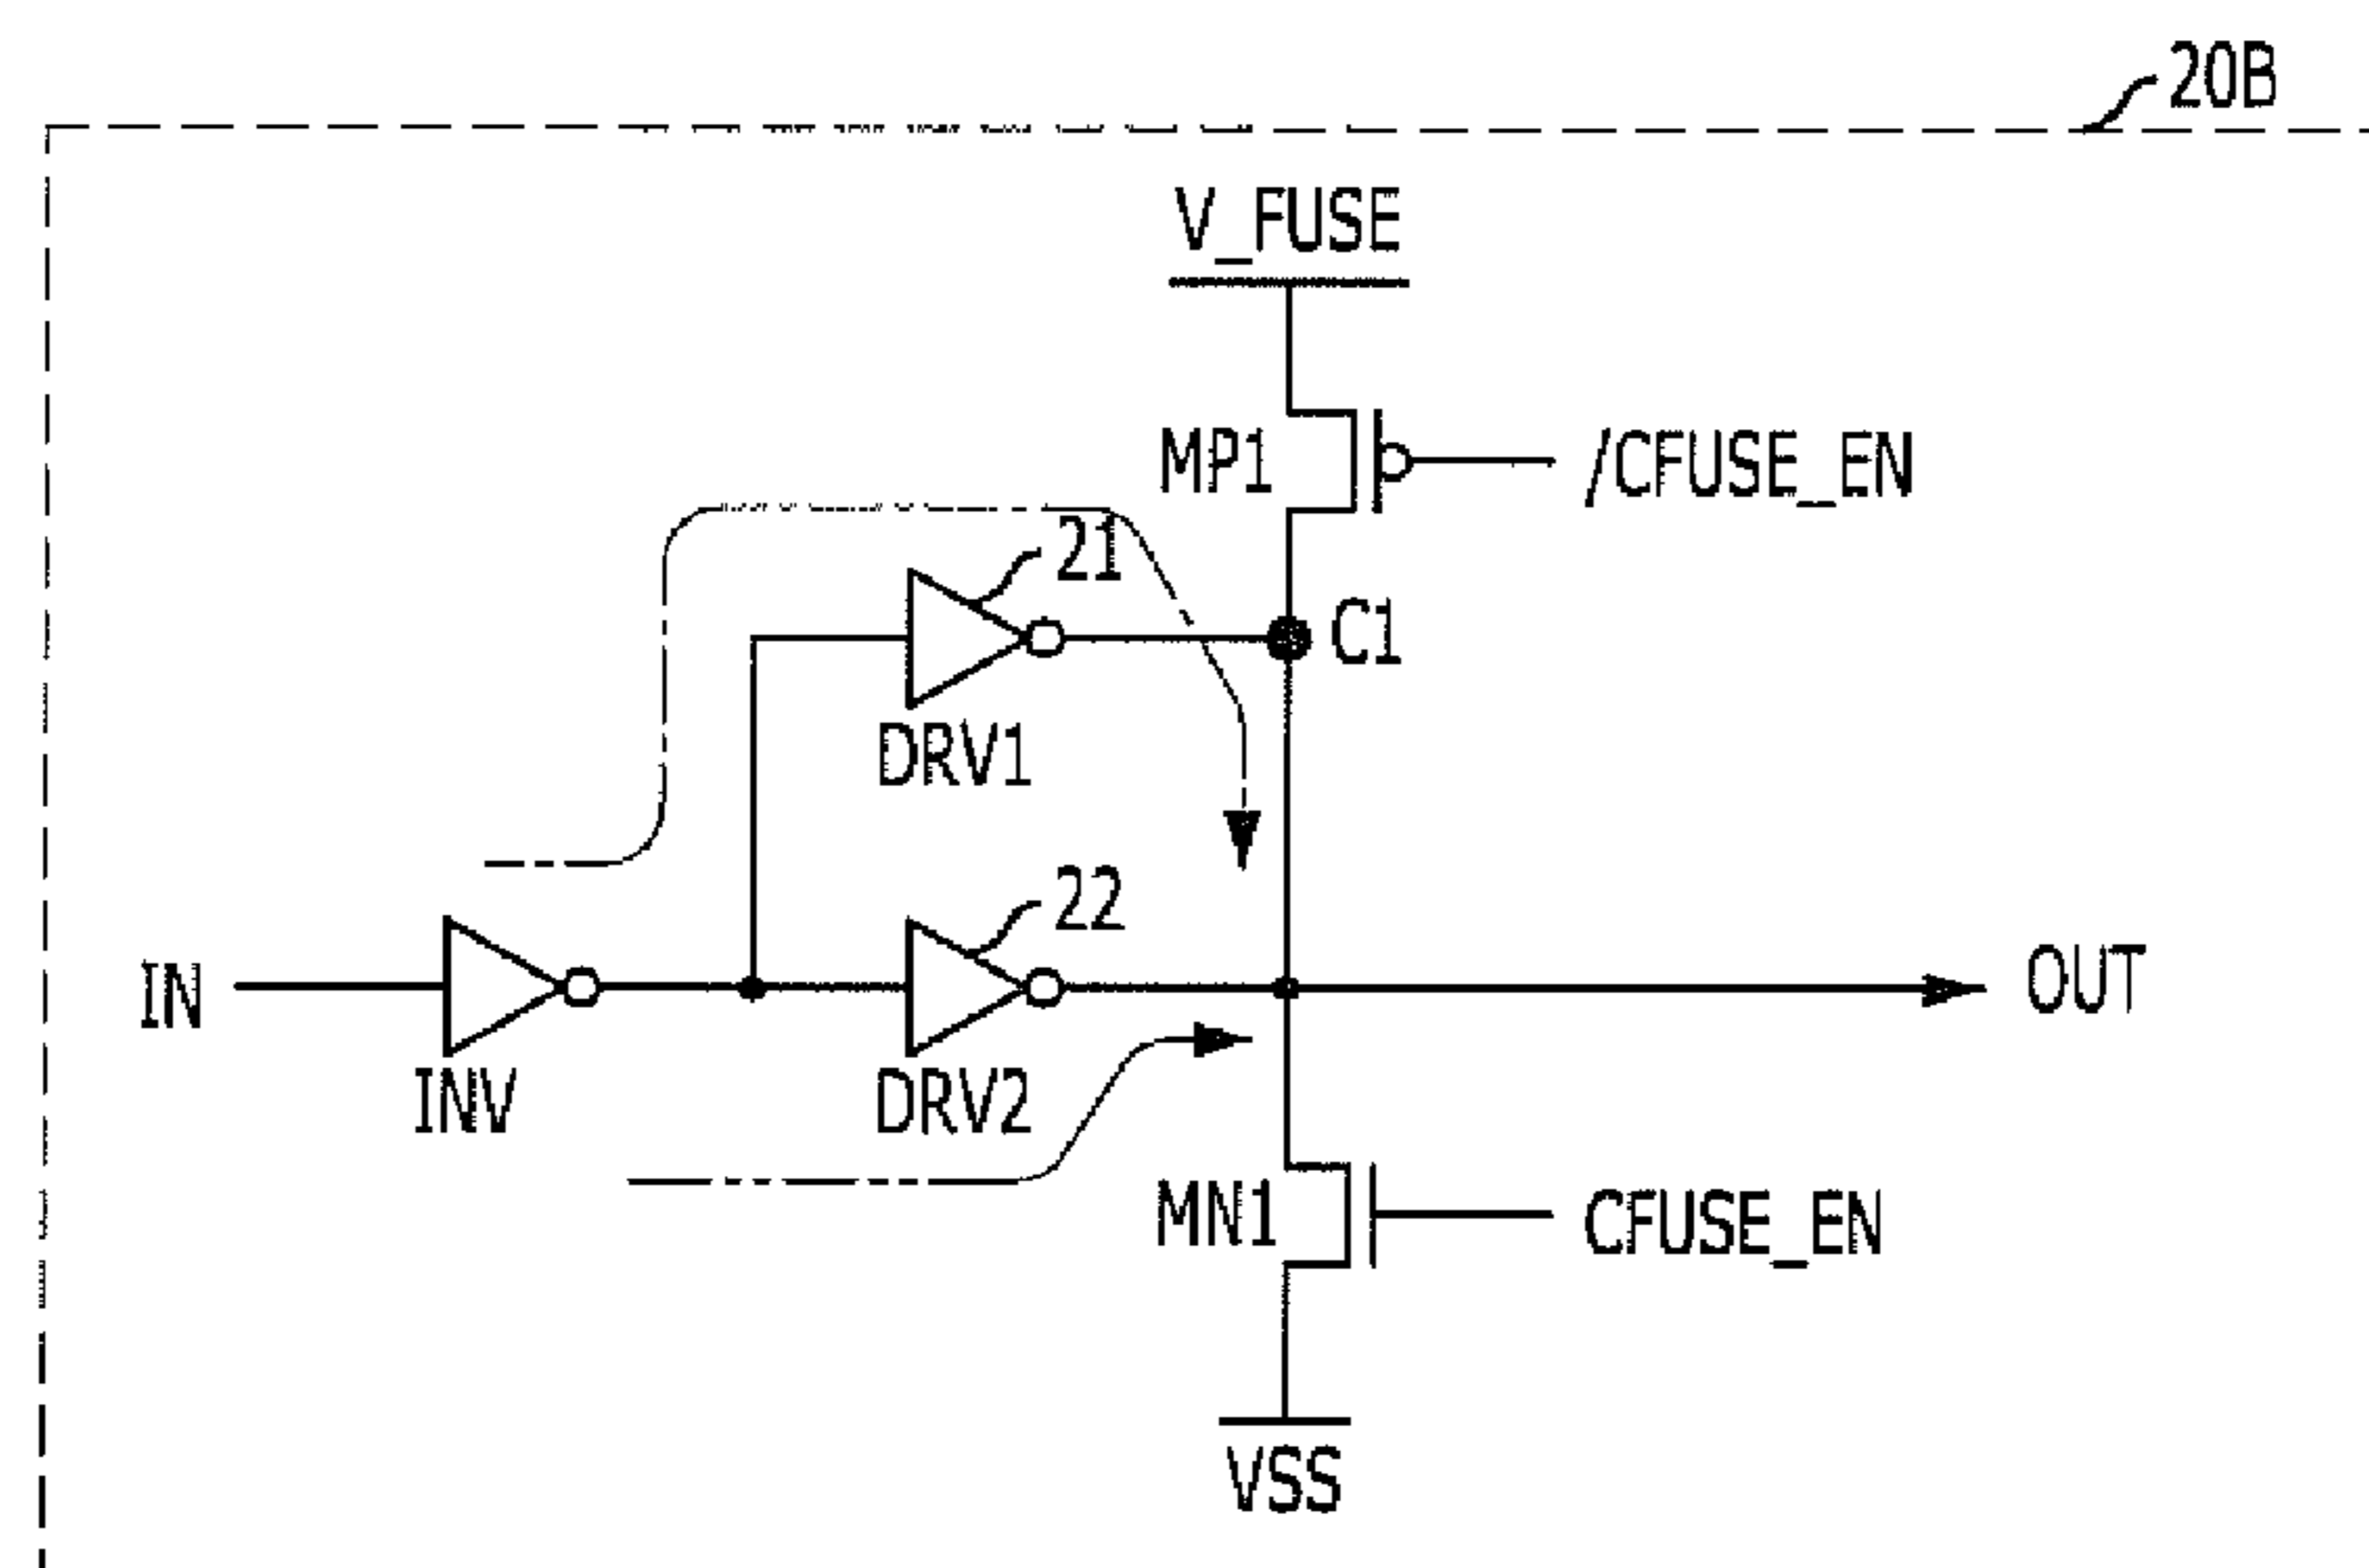 20B
V_FUSE
MP1
/CFUSE_EN
21
C1
DRV1
22
IN
OUT
INV
DRV2
MN1
CFUSE_EN
VSS